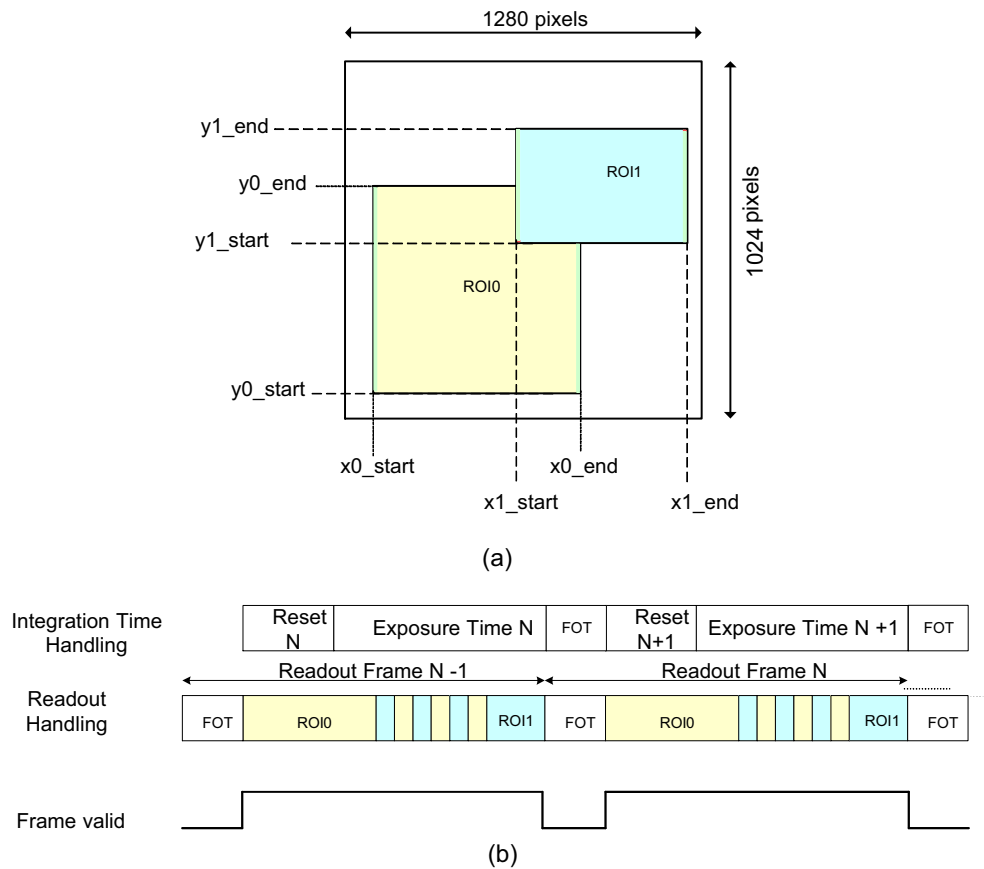 1280 pixels
y1_end
ROI1
y0_end
1024 pixels
y1_start
ROI0
y0_start
x0_start
x0_end
x1_start
x1_end
(a)
Integration Time
Handling
Reset
N
Exposure Time N
FOT
Reset
N+1
Exposure Time N +1
FOT
Readout Frame N -1
Readout Frame N
Readout
Handling
FOT
ROI0
ROI1
FOT
ROI0
ROI1
FOT
Frame valid
(b)